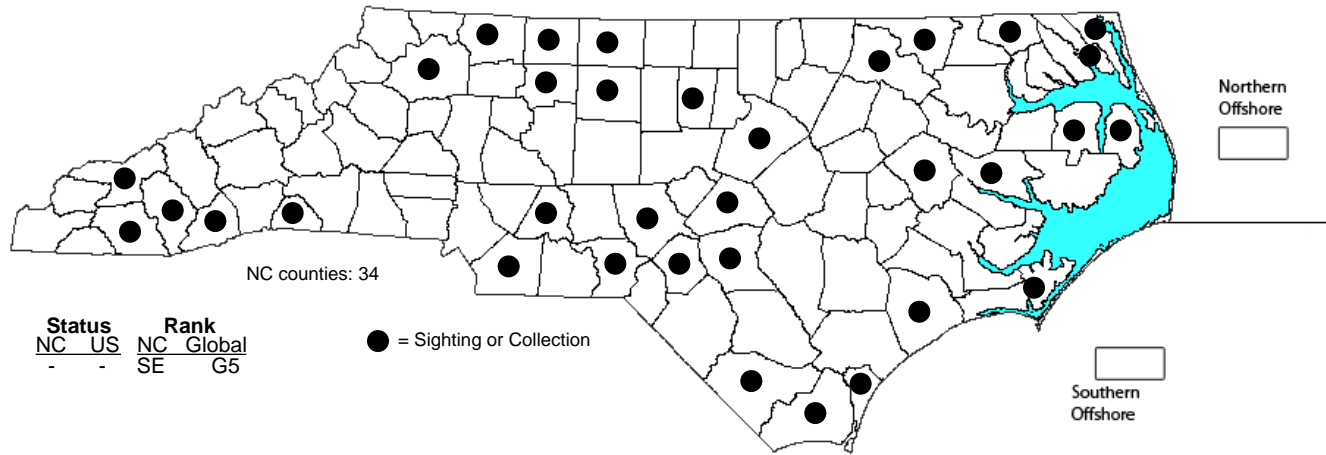 Northern
Offshore
NC counties: 34
Status Rank
NC US NC Global
- - SE G5
= Sighting or Collection
Southern
Offshore